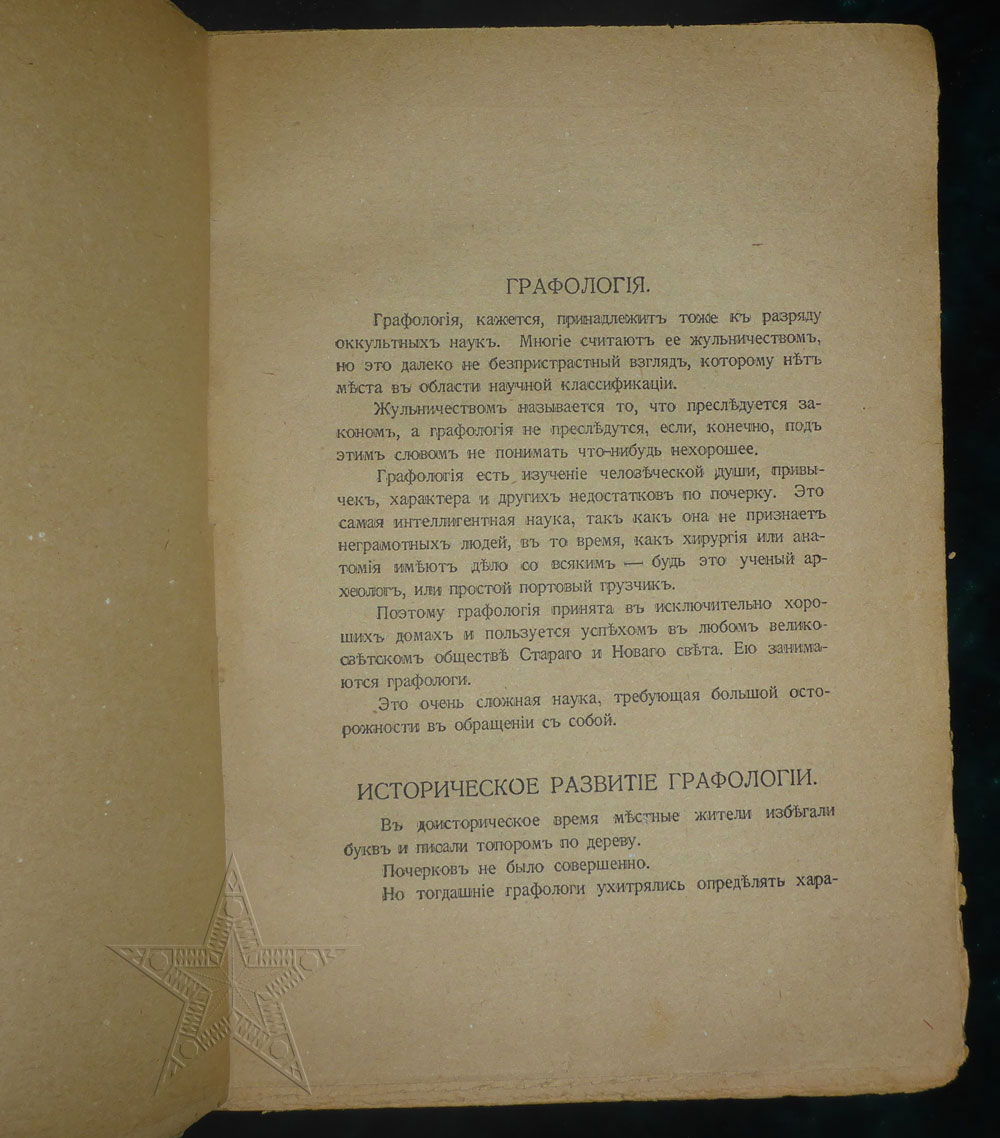 ГРАФОЛОГІЯ.
Графологія, кажется, принадлежитъ тоже къ разряду
оккультныхъ наукъ. Многіе считаютъ ее жульничествомъ,
но это далеко не безпристрастный взглядъ, которому нѣтъ
мѣста въ области научной классификаціи.
Жульничествомъ называется то, что преслѣдуется за-
кономъ, а графологія не преслѣдутся, если, конечно, подъ
этимъ словомъ не понимать что-нибудь нехорошее.
Графологія есть изученіе человѣческой души, привы-
чекъ, характера и другихъ недостатковъ по почерку. Это
самая интеллигентная наука, такъ какъ она не признаетъ
неграмотныхъ людей, въ то время, какъ хирургія или ана-
томія имѣютъ дѣло со всякимъ — будь это ученый ар-
хеологъ, или простой портовый грузчикъ.
Поэтому графологія принята въ исключительно хоро-
шихъ домахъ и пользуется успѣхомъ въ любомъ велико-
свѣтскомъ обществѣ Стараго и Новаго свѣта. Ею занима-
ются графологи.
Это очень сложная наука, требующая большой осто-
рожности въ обращеніи съ собой.
ИСТОРИЧЕСКОЕ РАЗВИТІЕ ГРАФОЛОГІИ.
Въ доисторическое время мѣстные жители избѣгали
буквъ и писали топоромъ по дереву.
Почерковъ не было совершенно.
Но тогдашніе графологи ухитрялись опредѣлять хара-